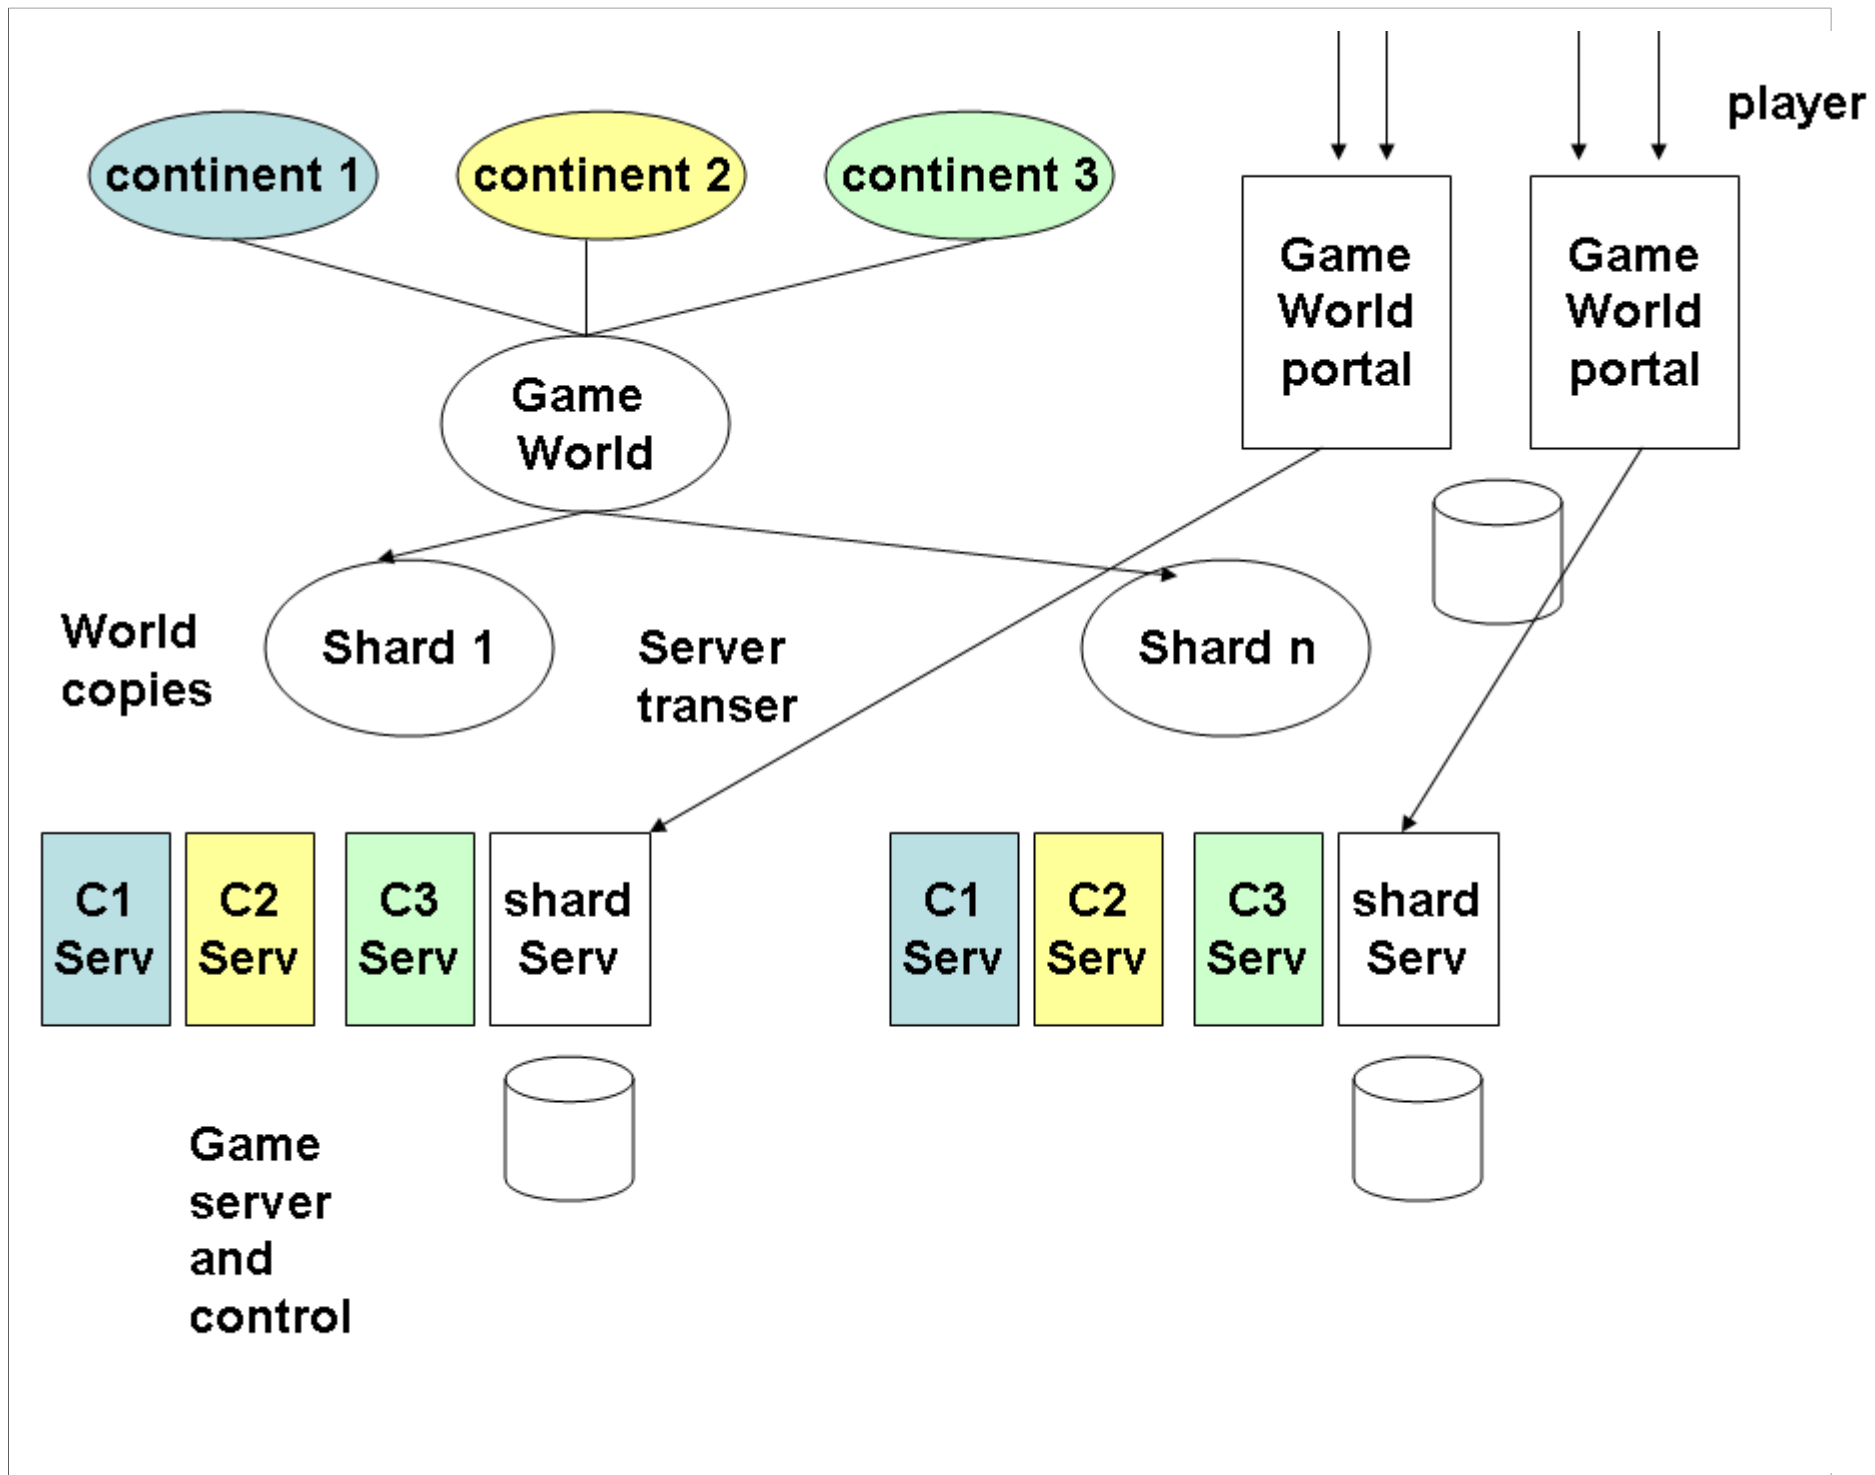 player
continent 1
continent 2
continent 3
Game
World
portal
Game
World
portal
Game
World
World
copies
Shard 1
Server
transer
Shard n
C1
Serv
C2
Serv
C3
Serv
shard
Serv
C1
Serv
C2
Serv
C3
Serv
shard
Serv
Game
server
and
control